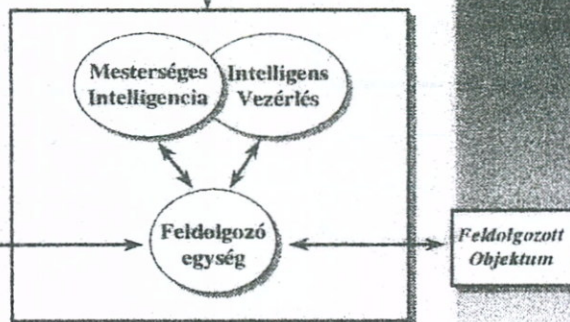 Mesterséges
Intelligencia
Intelligens
Vezérlés
Feldolgozó
egység
Feldolgozott
Objektum